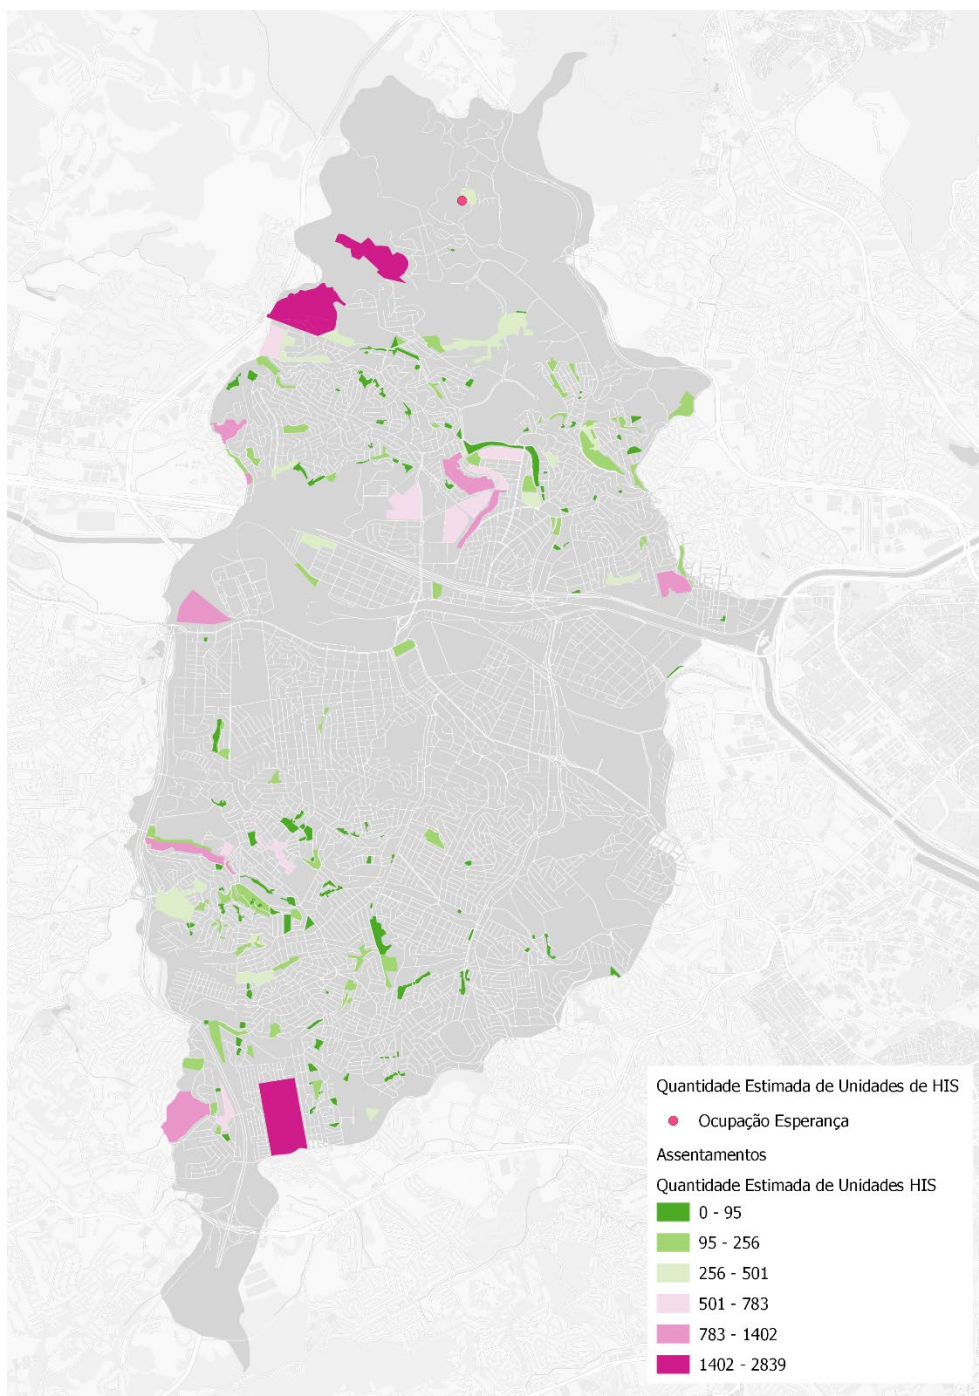 Quantidade Estimada de Unidades de HIS
Ocupação Esperança
Assentamentos
Quantidade Estimada de Unidades HIS
0 - 95
95 - 256
256 - 501
501 - 783
783 - 1402
1402 - 2839